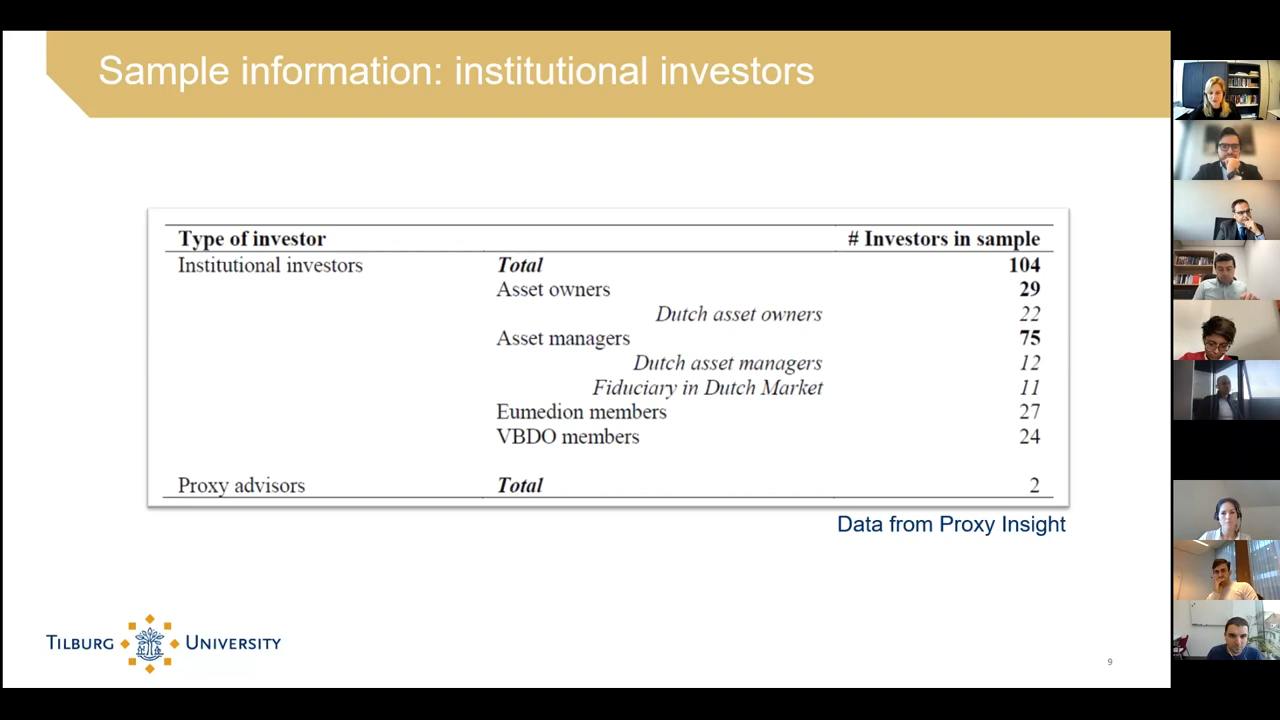 Sample information: institutional investors
Type of investor # Investors in sample
Institutional investors Total 104
Asset owners 29
Dutch asset owners 22
Asset managers 75
Dutch asset managers 12
Fiduciary in Dutch Market 11
Eumedion members 27
VBDO members 24
Proxy advisors Total 2
Data from Proxy Insight
TILBURG UNIVERSITY
9